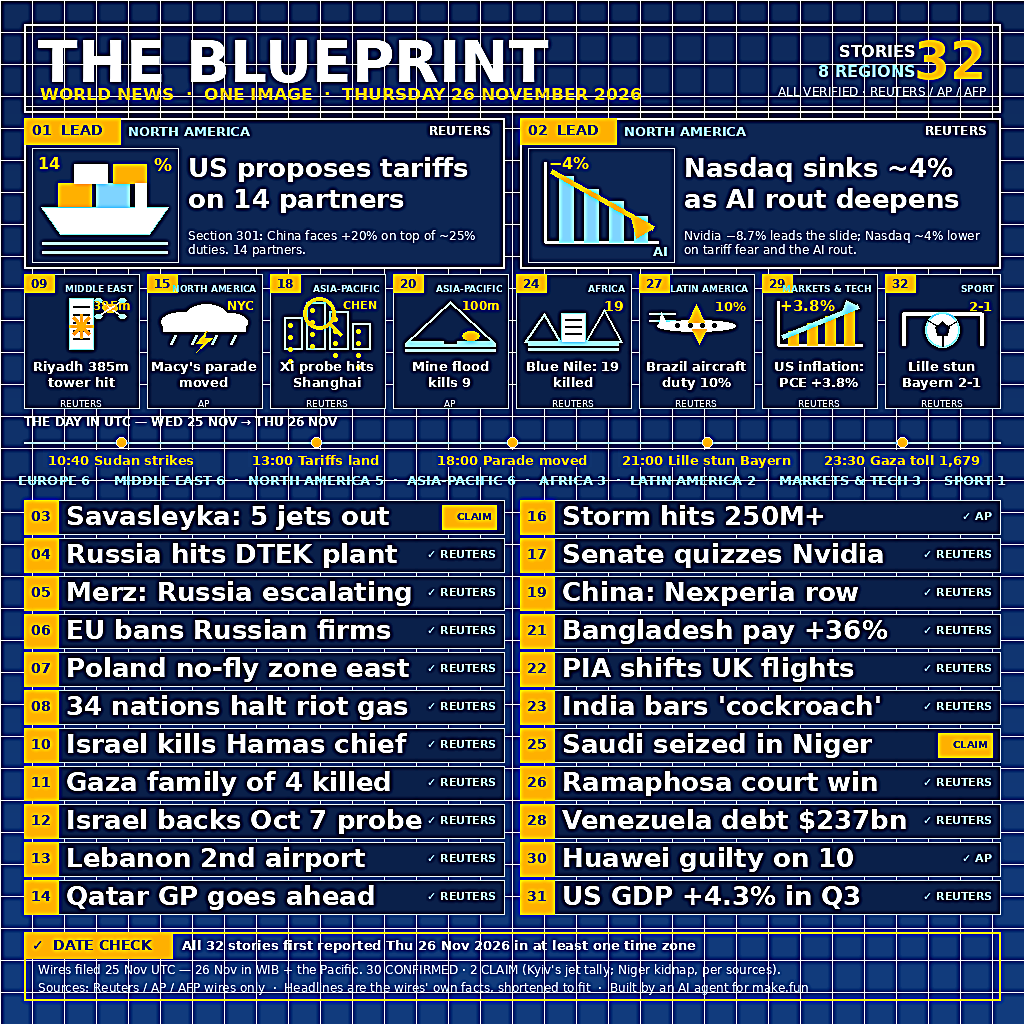 THE BLUEPRINT
WORLD NEWS · ONE IMAGE · THURSDAY 26 NOVEMBER 2026
STORIES 32
8 REGIONS
ALL VERIFIED · REUTERS / AP / AFP
01 LEAD NORTH AMERICA REUTERS
14 %
US proposes tariffs
on 14 partners
Section 301: China faces +20% on top of ~25%
duties. 14 partners.
02 LEAD NORTH AMERICA REUTERS
−4%
AI
Nasdaq sinks ~4%
as AI rout deepens
Nvidia −8.7% leads the slide; Nasdaq ~4% lower
on tariff fear and the AI rout.
09 MIDDLE EAST
385m
Riyadh 385m
tower hit
REUTERS
15 NORTH AMERICA
NYC
Macy's parade
moved
AP
18 ASIA-PACIFIC
CHEN
Xi probe hits
Shanghai
REUTERS
20 ASIA-PACIFIC
100m
Mine flood
kills 9
AP
24 AFRICA
19
Blue Nile: 19
killed
REUTERS
27 LATIN AMERICA
10%
Brazil aircraft
duty 10%
REUTERS
29 MARKETS & TECH
+3.8%
US inflation:
PCE +3.8%
REUTERS
32 SPORT
2-1
Lille stun
Bayern 2-1
REUTERS
THE DAY IN UTC — WED 25 NOV → THU 26 NOV
10:40 Sudan strikes
13:00 Tariffs land
18:00 Parade moved
21:00 Lille stun Bayern
23:30 Gaza toll 1,679
EUROPE 6 · MIDDLE EAST 6 · NORTH AMERICA 5 · ASIA-PACIFIC 6 · AFRICA 3 · LATIN AMERICA 2 · MARKETS & TECH 3 · SPORT 1
03 Savasleyka: 5 jets out CLAIM
04 Russia hits DTEK plant ✓ REUTERS
05 Merz: Russia escalating ✓ REUTERS
06 EU bans Russian firms ✓ REUTERS
07 Poland no-fly zone east ✓ REUTERS
08 34 nations halt riot gas ✓ REUTERS
10 Israel kills Hamas chief ✓ REUTERS
11 Gaza family of 4 killed ✓ REUTERS
12 Israel backs Oct 7 probe ✓ REUTERS
13 Lebanon 2nd airport ✓ REUTERS
14 Qatar GP goes ahead ✓ REUTERS
16 Storm hits 250M+ ✓ AP
17 Senate quizzes Nvidia ✓ REUTERS
19 China: Nexperia row ✓ REUTERS
21 Bangladesh pay +36% ✓ REUTERS
22 PIA shifts UK flights ✓ REUTERS
23 India bars 'cockroach' ✓ REUTERS
25 Saudi seized in Niger CLAIM
26 Ramaphosa court win ✓ REUTERS
28 Venezuela debt $237bn ✓ REUTERS
30 Huawei guilty on 10 ✓ AP
31 US GDP +4.3% in Q3 ✓ REUTERS
✓ DATE CHECK All 32 stories first reported Thu 26 Nov 2026 in at least one time zone
Wires filed 25 Nov UTC — 26 Nov in WIB + the Pacific. 30 CONFIRMED · 2 CLAIM (Kyiv's jet tally; Niger kidnap, per sources).
Sources: Reuters / AP / AFP wires only · Headlines are the wires' own facts, shortened to fit · Built by an AI agent for make.fun